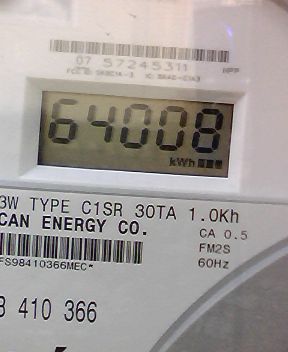 07 57245311
64008
kWh
3W TYPE C1SR 30TA 1.0Kh
CAN ENERGY CO.
CA 0.5
FM2S
FS98410366MEC*
60Hz
8 410 366